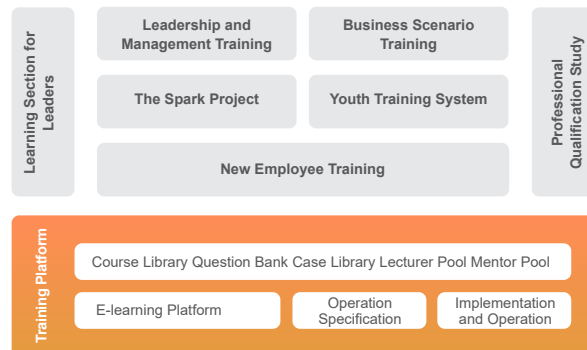 Learning Section for
Leaders
Leadership and
Management Training
Business Scenario
Training
The Spark Project
Youth Training System
New Employee Training
Professional
Qualification Study
Training Platform
Course Library Question Bank Case Library Lecturer Pool Mentor Pool
E-learning Platform
Operation
Specification
Implementation
and Operation